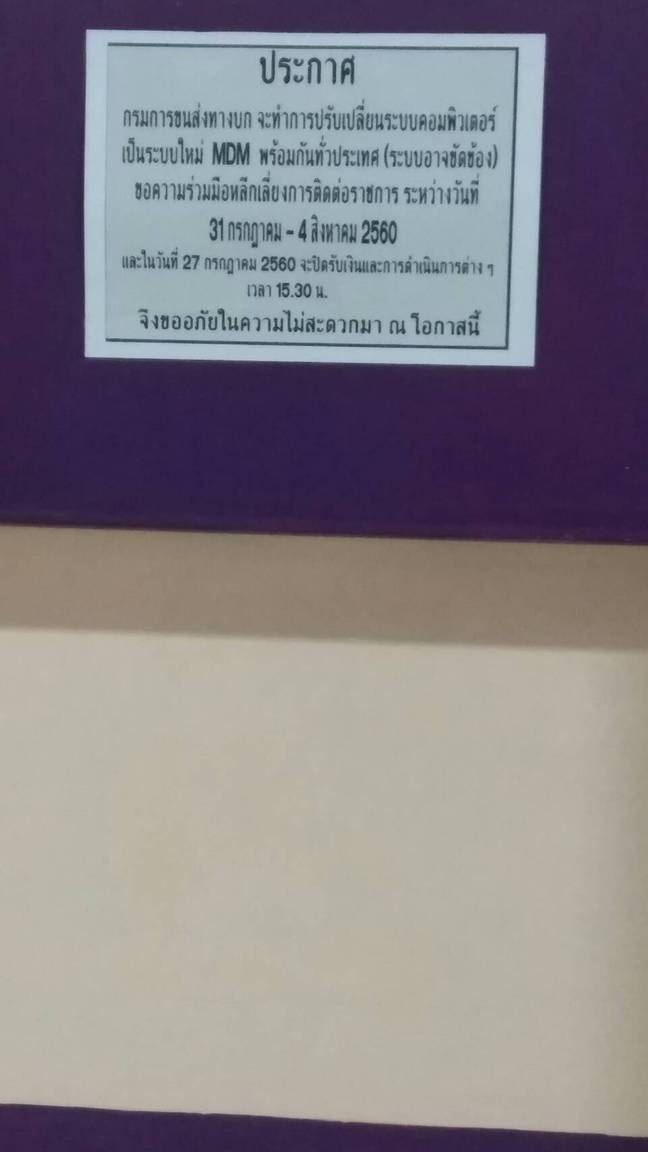 ประกาศ
กรมการขนส่งทางบก จะทำการปรับเปลี่ยนระบบคอมพิวเตอร์
เป็นระบบใหม่ MDM พร้อมกันทั่วประเทศ (ระบบอาจขัดข้อง)
ขอความร่วมมือหลีกเลี่ยงการติดต่อราชการ ระหว่างวันที่
31 กรกฎาคม - 4 สิงหาคม 2560
และในวันที่ 27 กรกฎาคม 2560 จะปิดรับเงินและการดำเนินการต่าง ๆ
เวลา 15.30 น.
จึงขออภัยในความไม่สะดวกมา ณ โอกาสนี้